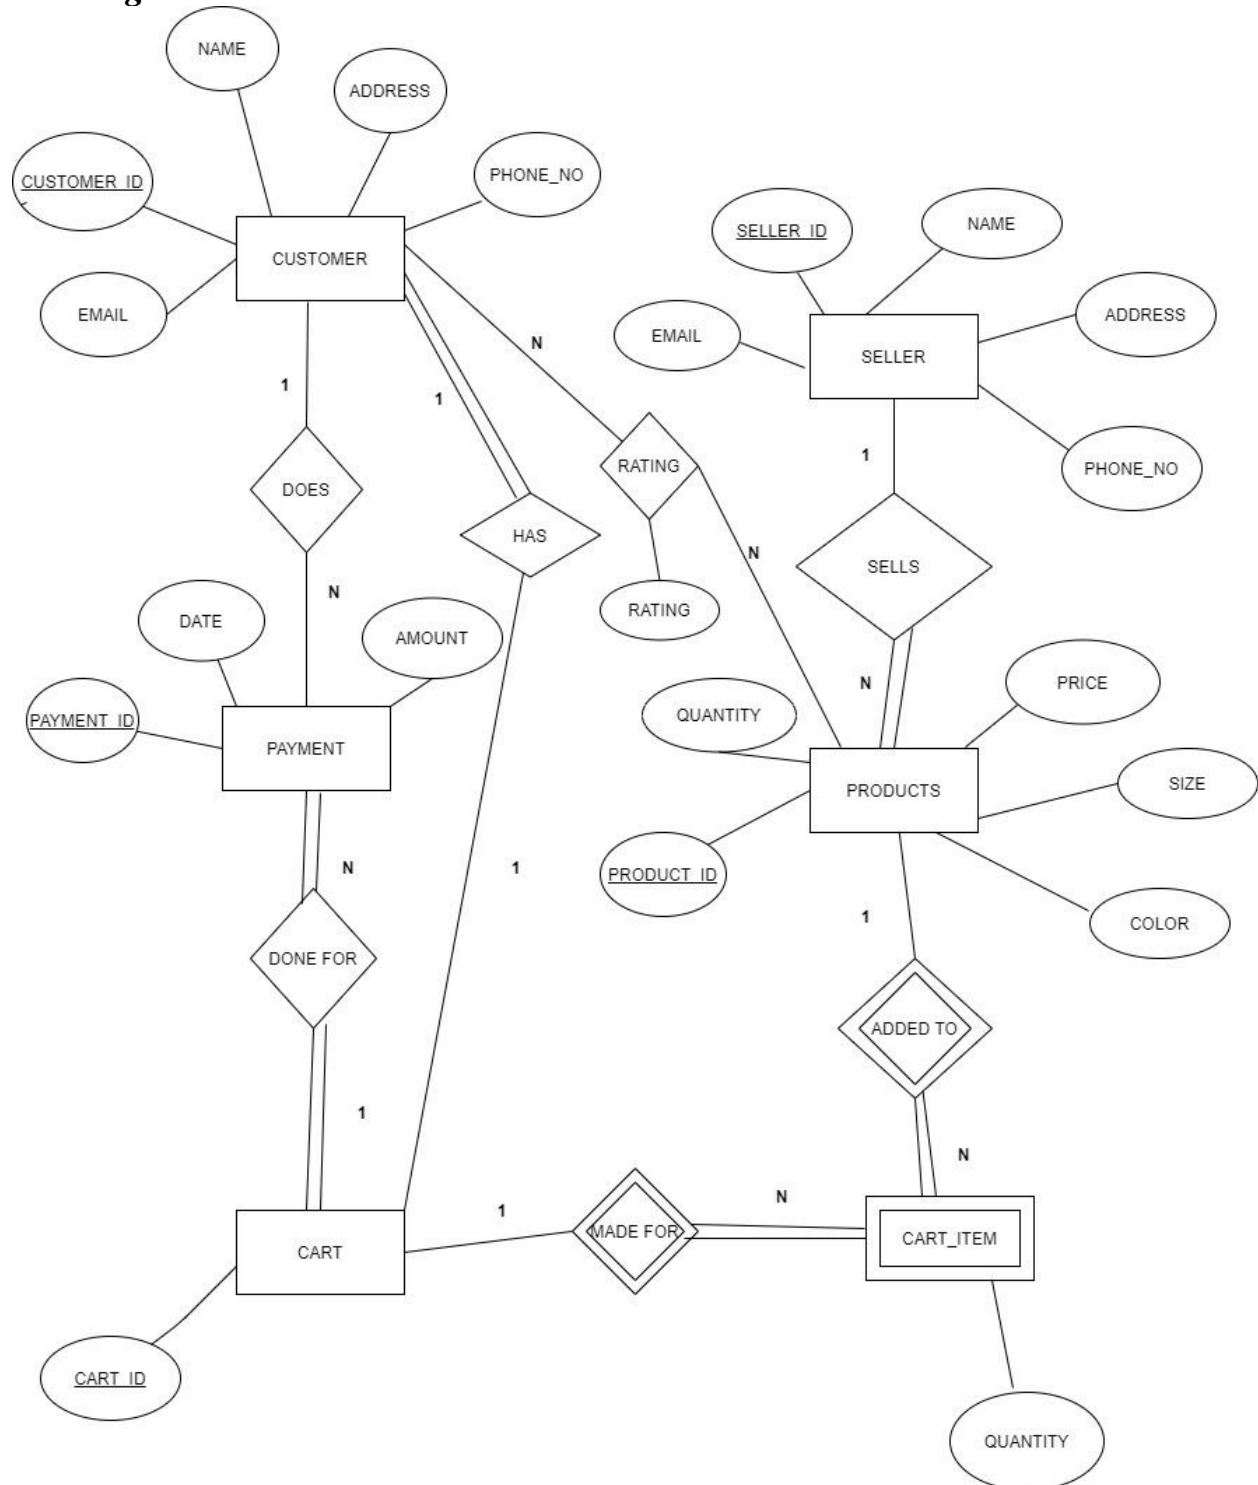 NAME
ADDRESS
CUSTOMER_ID
PHONE_NO
CUSTOMER
EMAIL
SELLER_ID
NAME
EMAIL
ADDRESS
SELLER
PHONE_NO
1
1
N
1
DOES
HAS
RATING
N
RATING
SELLS
N
DATE
AMOUNT
PAYMENT_ID
PAYMENT
N
QUANTITY
PRICE
PRODUCTS
SIZE
PRODUCT_ID
COLOR
N
1
1
DONE FOR
ADDED TO
1
N
1
N
CART
MADE FOR
CART_ITEM
CART_ID
QUANTITY